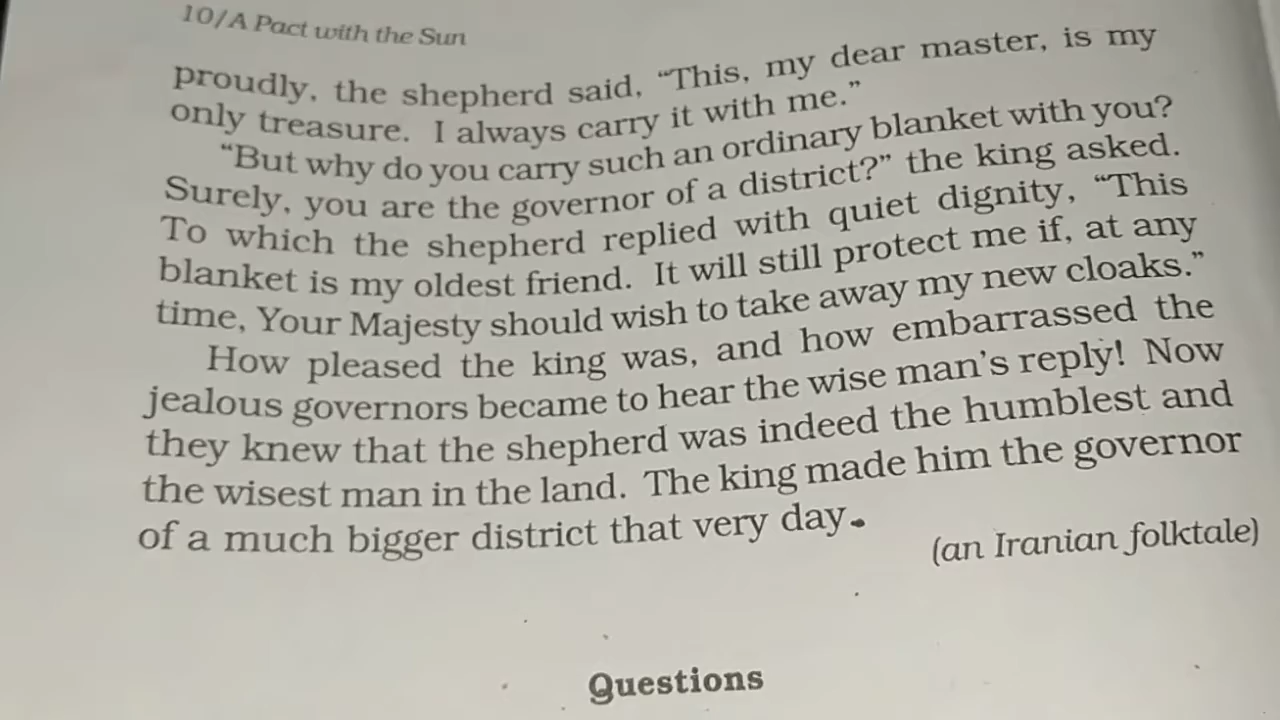 10/A Pact with the Sun
proudly, the shepherd said, “This, my dear master, is my
only treasure. I always carry it with me.”
“But why do you carry such an ordinary blanket with you?
Surely, you are the governor of a district?” the king asked.
To which the shepherd replied with quiet dignity, “This
blanket is my oldest friend. It will still protect me if, at any
time, Your Majesty should wish to take away my new cloaks.”
How pleased the king was, and how embarrassed the
jealous governors became to hear the wise man’s reply! Now
they knew that the shepherd was indeed the humblest and
the wisest man in the land. The king made him the governor
of a much bigger district that very day.
(an Iranian folktale)
Questions